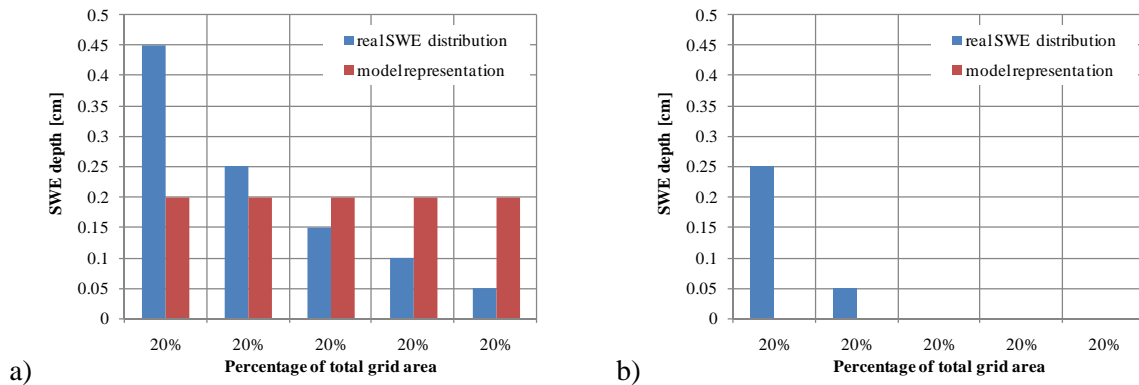 0.5
0.45
0.4
0.35
0.3
0.25
0.2
0.15
0.1
0.05
0
SWE depth [cm]
real SWE distribution
model representation
20% 20% 20% 20% 20%
Percentage of total grid area
a)
0.5
0.45
0.4
0.35
0.3
0.25
0.2
0.15
0.1
0.05
0
SWE depth [cm]
real SWE distribution
model representation
20% 20% 20% 20% 20%
Percentage of total grid area
b)